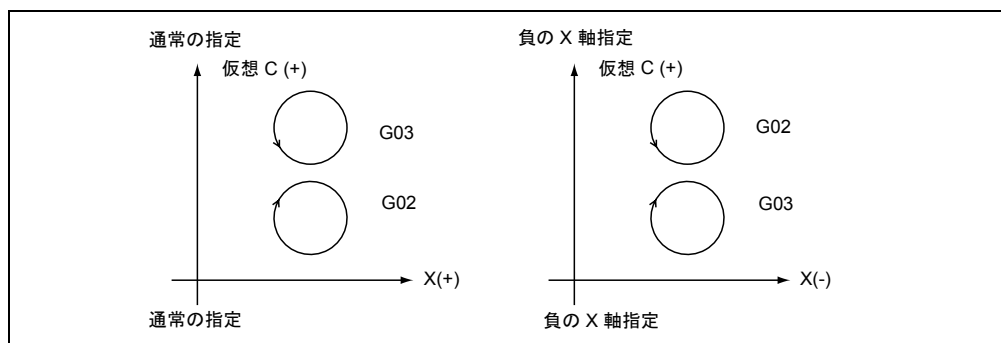 通常の指定
仮想 C (+)
G03
G02
X(+)
通常の指定
負の X 軸指定
仮想 C (+)
G02
G03
X(-)
負の X 軸指定